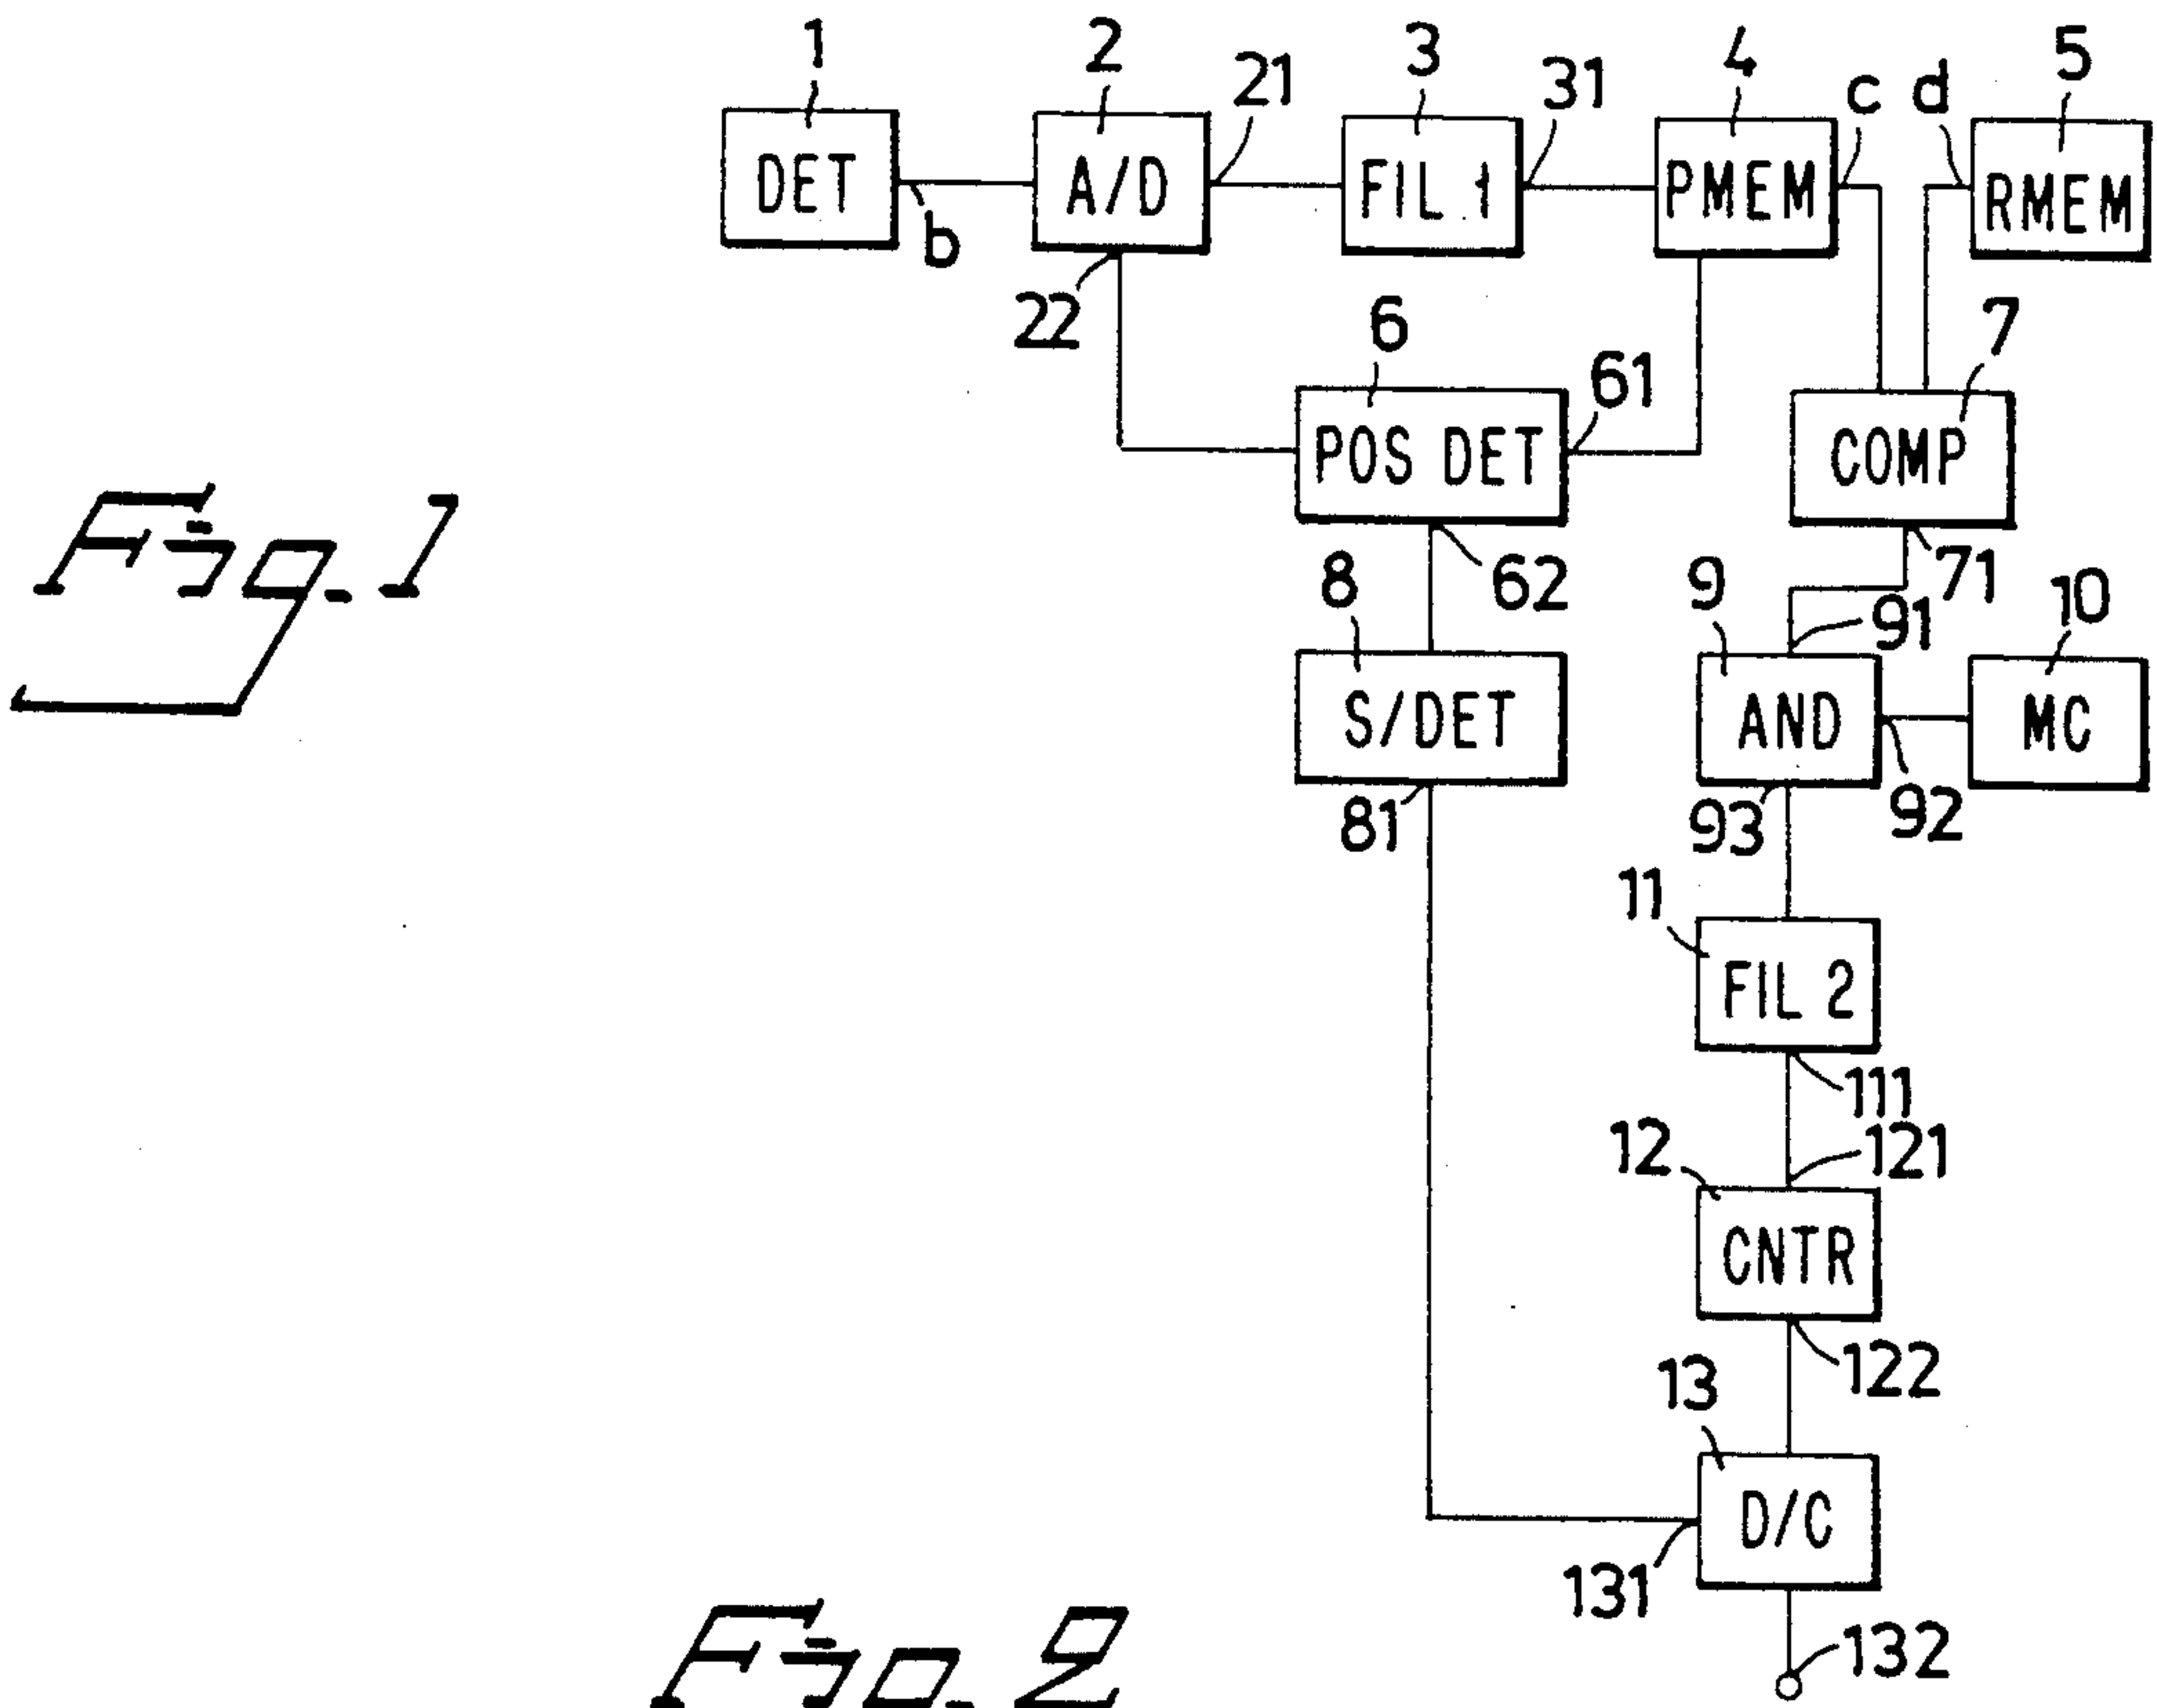 1 2 21 3 31 4 c d 5
DET A/D FIL 1 PMEM RMEM
b
22 6 61 7
POS DET COMP
Fig. 1
8 62 9 71 91 10
S/DET AND MC
81 93 92
11
FIL 2
111
12 121
CNTR
122
13
D/C
131
132
Fig. 2